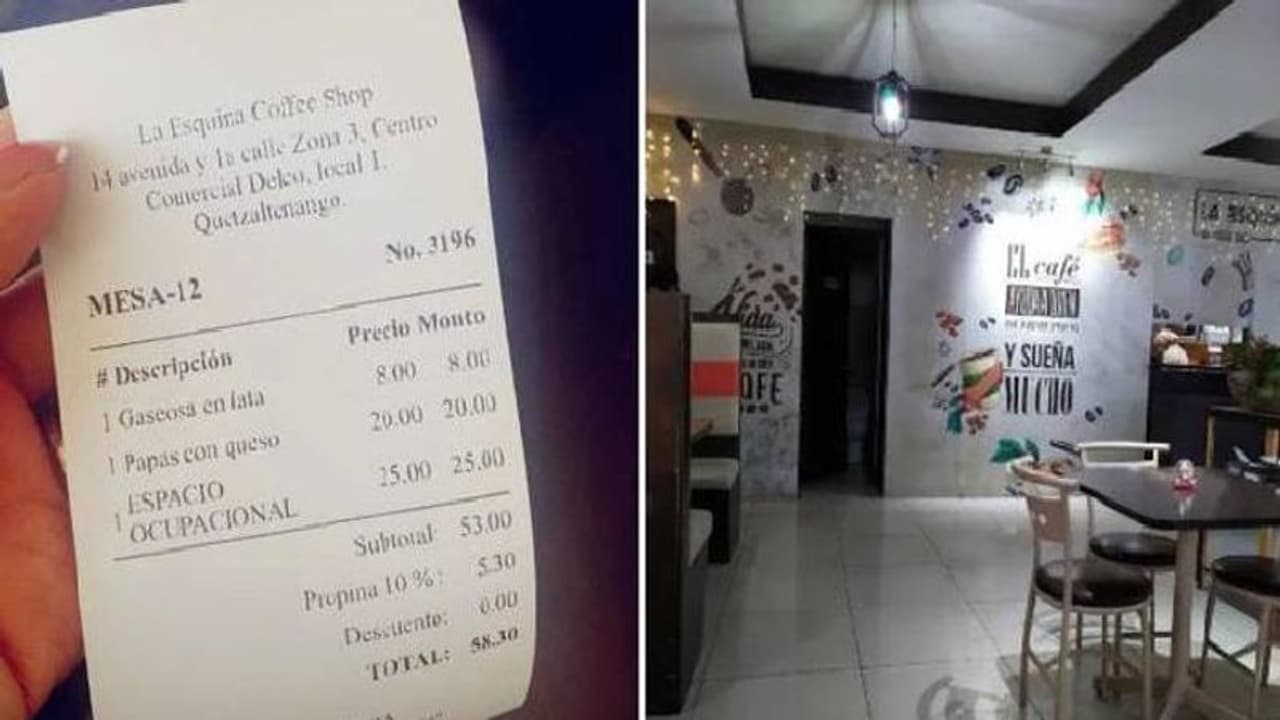 La Esquina Coffee Shop
14 avenida y 1a calle Zona 3, Centro
Comercial Delco, local 1.
Quetzaltenango.
No. 3196
MESA-12
# Descripción Precio Monto
1 Gaseosa en lata 8.00 8.00
1 Papas con queso 20.00 20.00
1 ESPACIO
OCUPACIONAL 25.00 25.00
Subtotal: 53.00
Propina 10 %: 5.30
Descuento: 0.00
TOTAL: 58.30
EL café
Y SUEÑA
MUCHO
LA ESQUI